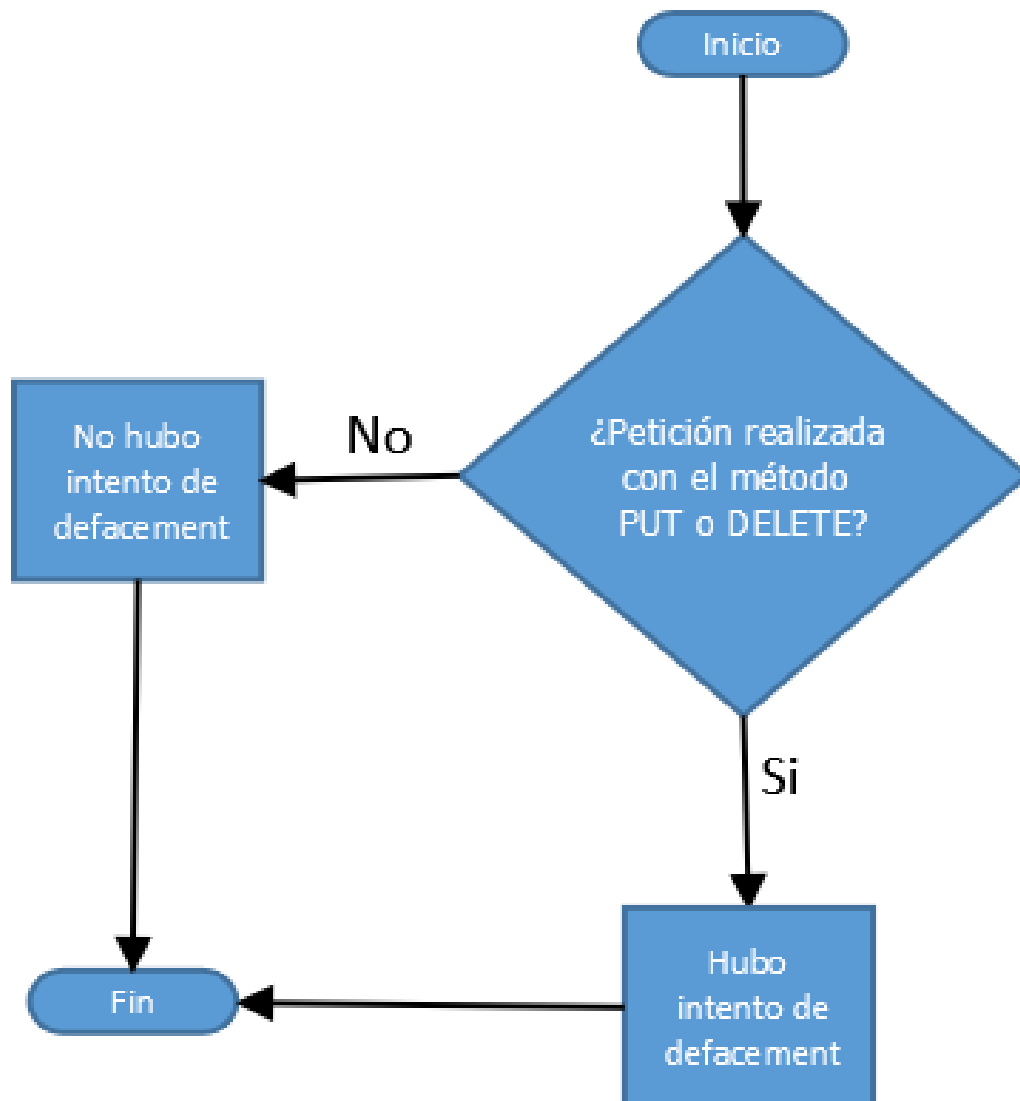 Inicio
¿Petición realizada
con el método
PUT o DELETE?
No
No hubo
intento de
defacement
Si
Hubo
intento de
defacement
Fin